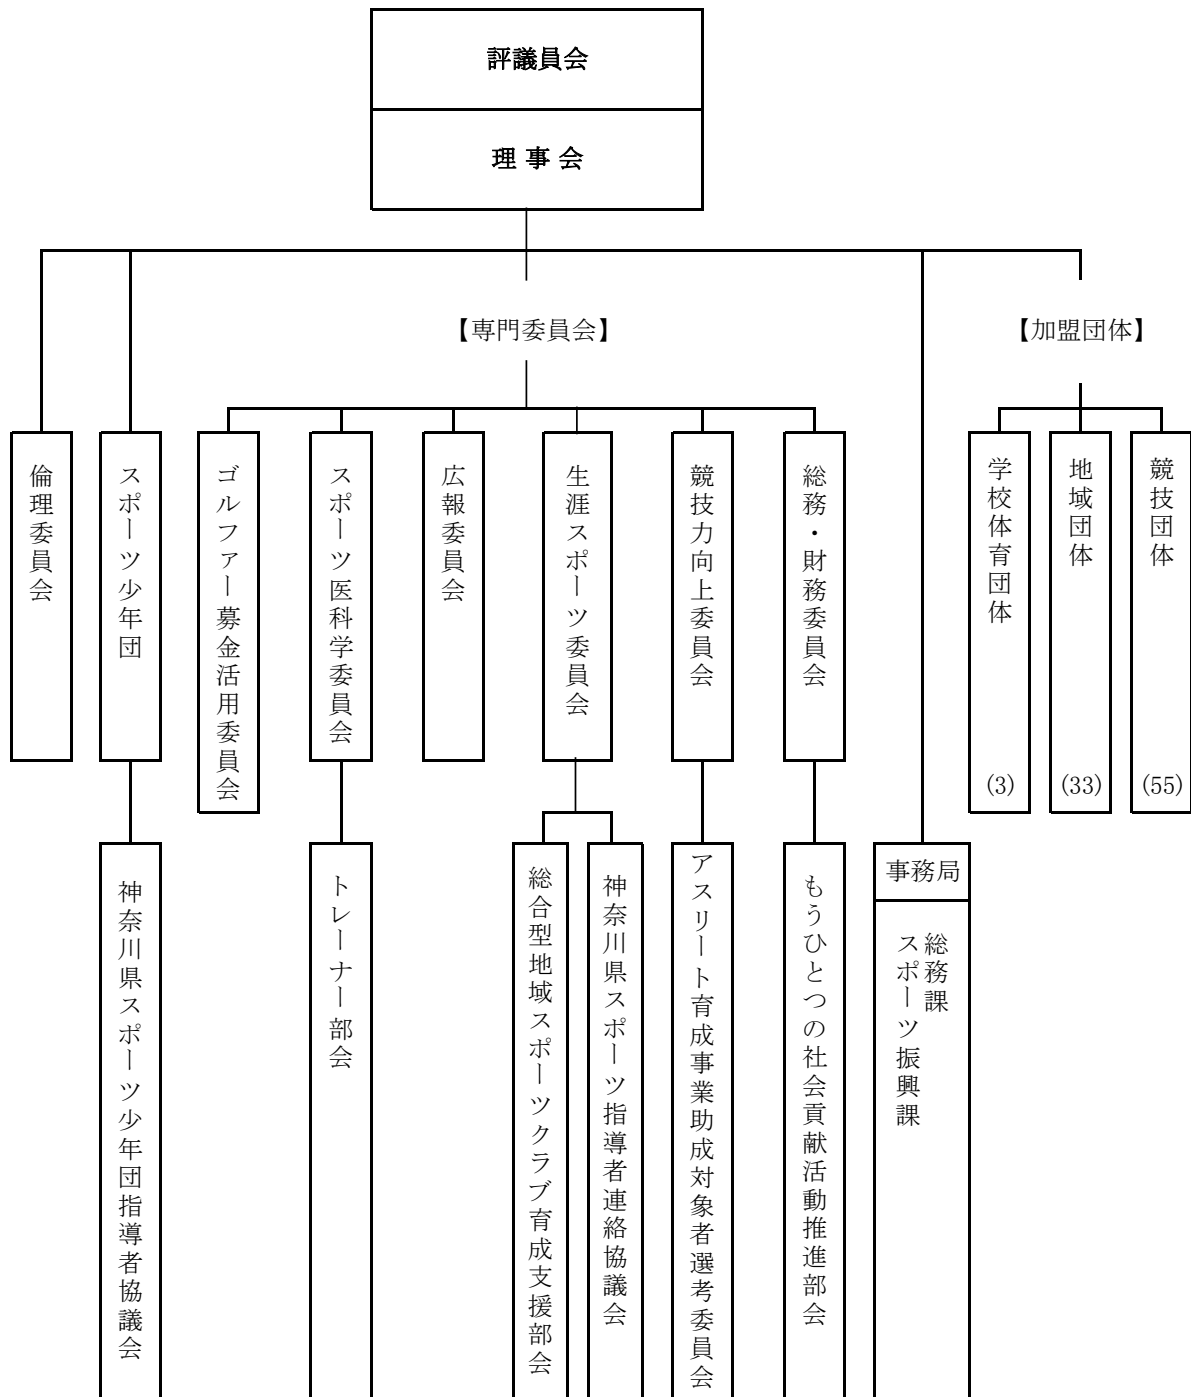 評議員会
理事会
【専門委員会】
【加盟団体】
倫理委員会
スポーツ少年団
ゴルファー募金活用委員会
スポーツ医科学委員会
広報委員会
生涯スポーツ委員会
競技力向上委員会
総務・財務委員会
学校体育団体
(3)
地域団体
(33)
競技団体
(55)
神奈川県スポーツ少年団指導者協議会
トレーナー部会
総合型地域スポーツクラブ育成支援部会
神奈川県スポーツ指導者連絡協議会
アスリート育成事業助成対象者選考委員会
もうひとつの社会貢献活動推進部会
事務局
総務課
スポーツ振興課